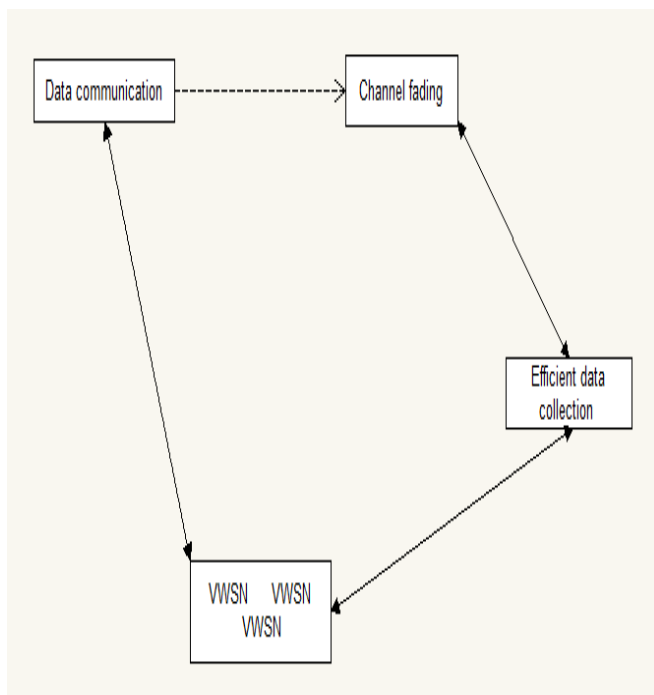 Data communication
Channel fading
Efficient data
collection
VWSN VWSN
VWSN